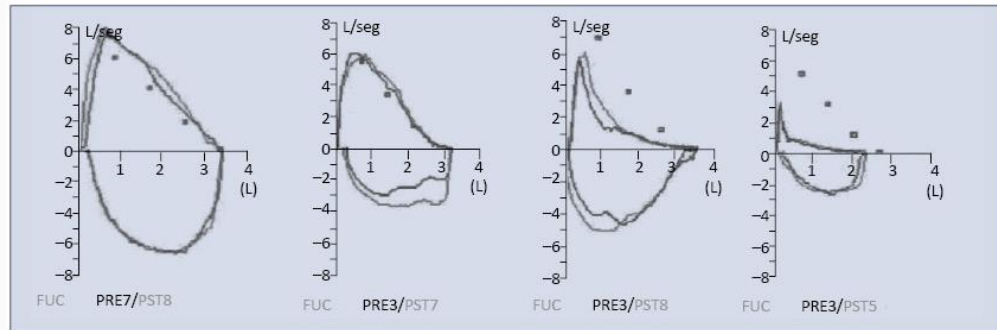 8 L/seg
6
4
2
0 1 2 3 4
(L)
−2
−4
−6
−8
FUC PRE7/PST8
8 L/seg
6
4
2
0 1 2 3 4
(L)
−2
−4
−6
−8
FUC PRE3/PST7
8 L/seg
6
4
2
0 1 2 3 4
(L)
−2
−4
−6
−8
FUC PRE3/PST8
8 L/seg
6
4
2
0 1 2 3 4
(L)
−2
−4
−6
−8
FUC PRE3/PST5